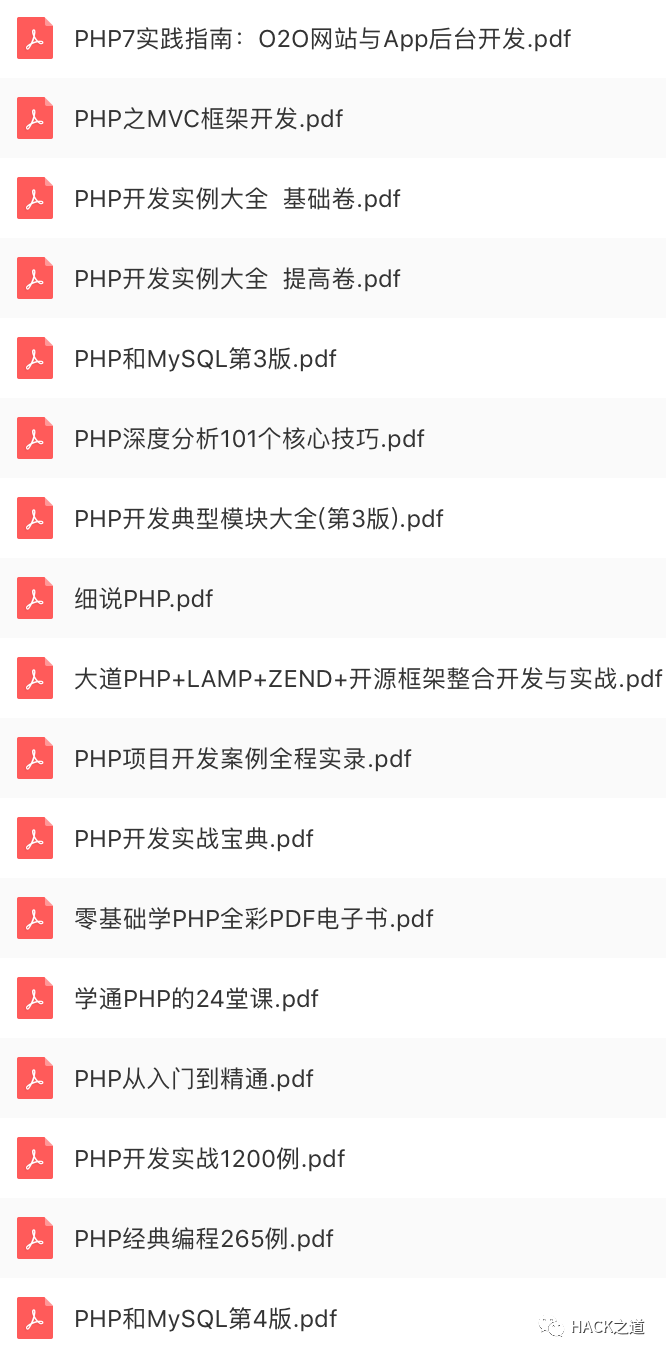 PHP7实践指南：O2O网站与App后台开发.pdf
PHP之MVC框架开发.pdf
PHP开发实例大全 基础卷.pdf
PHP开发实例大全 提高卷.pdf
PHP和MySQL第3版.pdf
PHP深度分析101个核心技巧.pdf
PHP开发典型模块大全(第3版).pdf
细说PHP.pdf
大道PHP+LAMP+ZEND+开源框架整合开发与实战.pdf
PHP项目开发案例全程实录.pdf
PHP开发实战宝典.pdf
零基础学PHP全彩PDF电子书.pdf
学通PHP的24堂课.pdf
PHP从入门到精通.pdf
PHP开发实战1200例.pdf
PHP经典编程265例.pdf
PHP和MySQL第4版.pdf
HACK之道